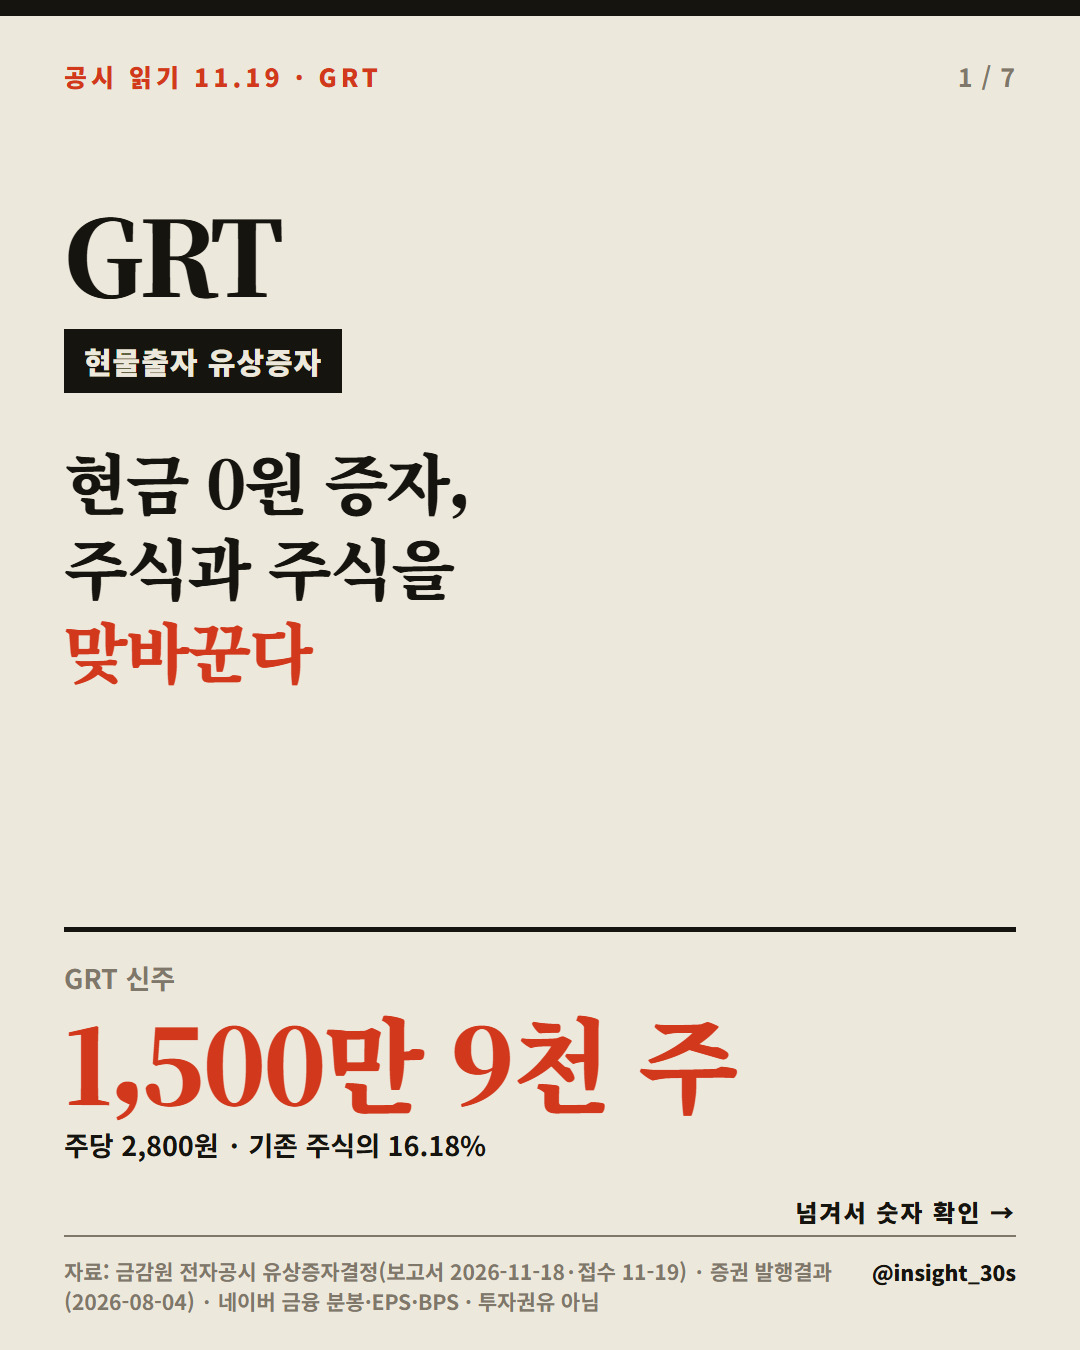 공시 읽기 11.19 · GRT
1 / 7
GRT
현물출자 유상증자
현금 0원 증자,
주식과 주식을
맞바꾼다
GRT 신주
1,500만 9천 주
주당 2,800원 · 기존 주식의 16.18%
넘겨서 숫자 확인 →
자료: 금감원 전자공시 유상증자결정(보고서 2026-11-18·접수 11-19) · 증권 발행결과
(2026-08-04) · 네이버 금융 분봉·EPS·BPS · 투자권유 아님
@insight_30s